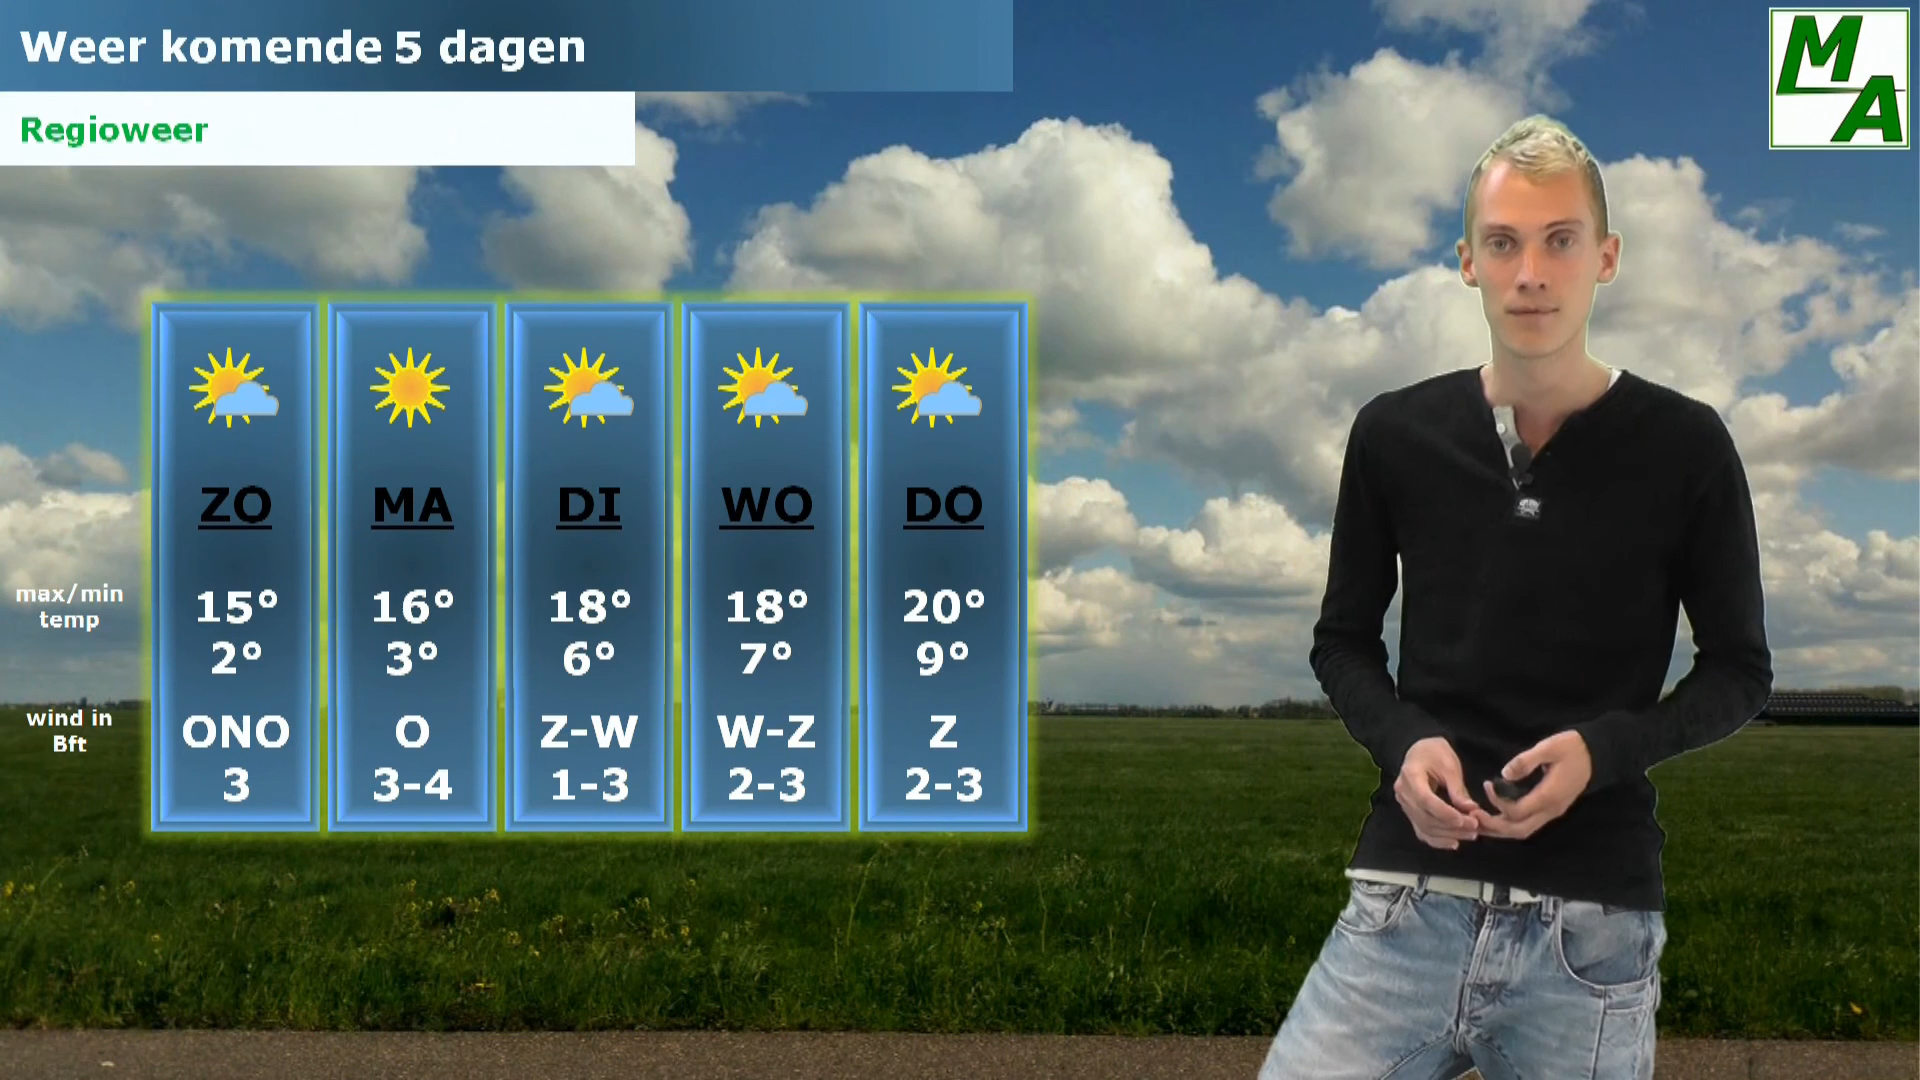 Weer komende 5 dagen
Regioweer
M
A
ZO MA DI WO DO
max/min
temp
15° 16° 18° 18° 20°
2° 3° 6° 7° 9°
wind in
Bft
ONO O Z-W W-Z Z
3 3-4 1-3 2-3 2-3